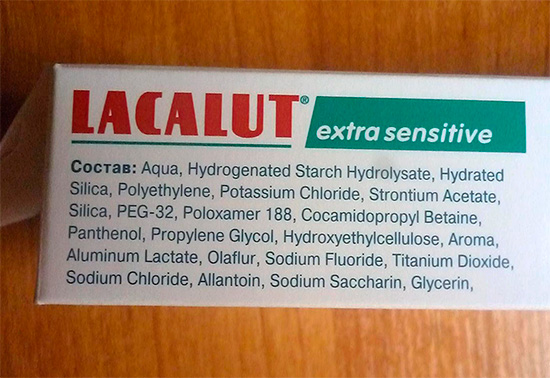 LACALUT® extra sensitive
Состав: Aqua, Hydrogenated Starch Hydrolysate, Hydrated
Silica, Polyethylene, Potassium Chloride, Strontium Acetate,
Silica, PEG-32, Poloxamer 188, Cocamidopropyl Betaine,
Panthenol, Propylene Glycol, Hydroxyethylcellulose, Aroma,
Aluminum Lactate, Olaflur, Sodium Fluoride, Titanium Dioxide,
Sodium Chloride, Allantoin, Sodium Saccharin, Glycerin,